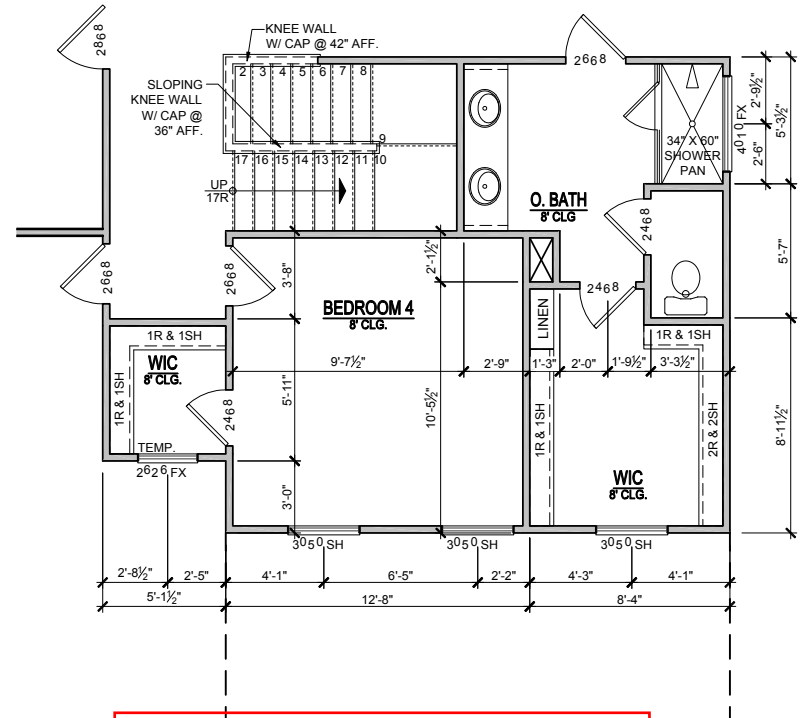 KNEE WALL
W/ CAP @ 42" AFF.
2868
2668
SLOPING
KNEE WALL
W/ CAP @
36" AFF.
2 3 4 5 6 7 8
9
17 16 15 14 13 12 11 10
UP
17R
34" X 60"
SHOWER
PAN
4010 FX
2'-9½"
2'-6"
5'-3½"
O. BATH
8' CLG
2468
5'-7"
2668
2668
3'-8"
2'-1½"
2468
BEDROOM 4
8' CLG.
LINEN
1R & 1SH
1R & 1SH
WIC
8' CLG.
1R & 1SH
9'-7½"
2'-9"
1'-3"
2'-0"
1'-9½"
3'-3½"
5'-11"
10'-5½"
2468
1R & 1SH
2R & 2SH
8'-11½"
TEMP.
2626 FX
WIC
8' CLG.
3'-0"
3050 SH
3050 SH
3050 SH
2'-8½"
2'-5"
4'-1"
6'-5"
2'-2"
4'-3"
4'-1"
5'-1½"
12'-8"
8'-4"